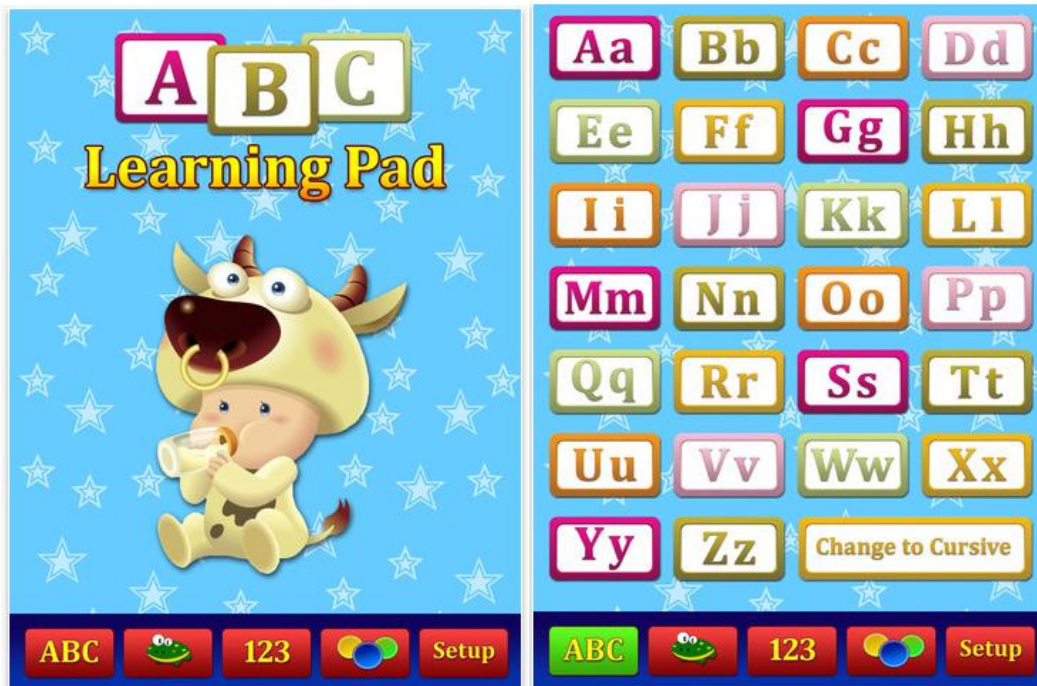 A B C
Learning Pad
ABC 123 Setup
Aa Bb Cc Dd
Ee Ff Gg Hh
Ii Jj Kk Ll
Mm Nn Oo Pp
Qq Rr Ss Tt
Uu Vv Ww Xx
Yy Zz Change to Cursive
ABC 123 Setup